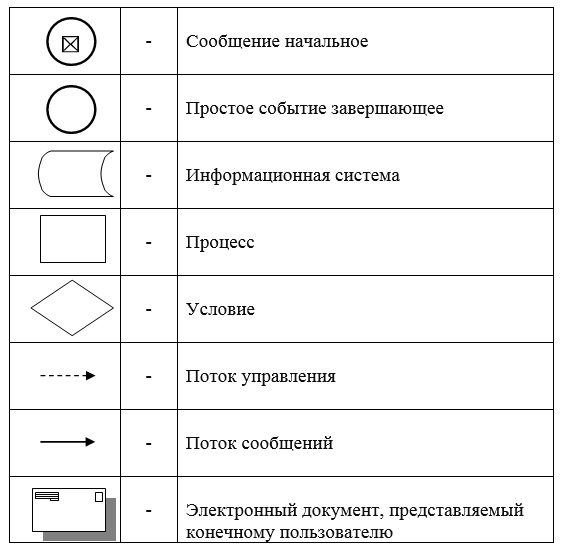 - Сообщение начальное
- Простое событие завершающее
- Информационная система
- Процесс
- Условие
- Поток управления
- Поток сообщений
- Электронный документ, представляемый
конечному пользователю